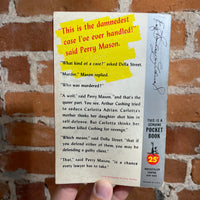 This is the damnedest
case I've ever handled!
said Perry Mason.
"What kind of a case?" asked Della Street.
"Murder," Mason replied.
"Who was murdered?"
"A wolf," said Perry Mason, "and that's the
queer part. You see, Arthur Cushing tried
to seduce Carlotta Adrian. Carlotta's
mother thinks her daughter shot him in
self defense. But Carlotta thinks her
mother killed Cushing for revenge."
"Which means," said Della Street, "that if
you defend either of them, you may be
defending a guilty client."
"That," said Perry Mason, "is a chance
every lawyer has to take."
THIS IS A
GENUINE
POCKET
BOOK
25¢